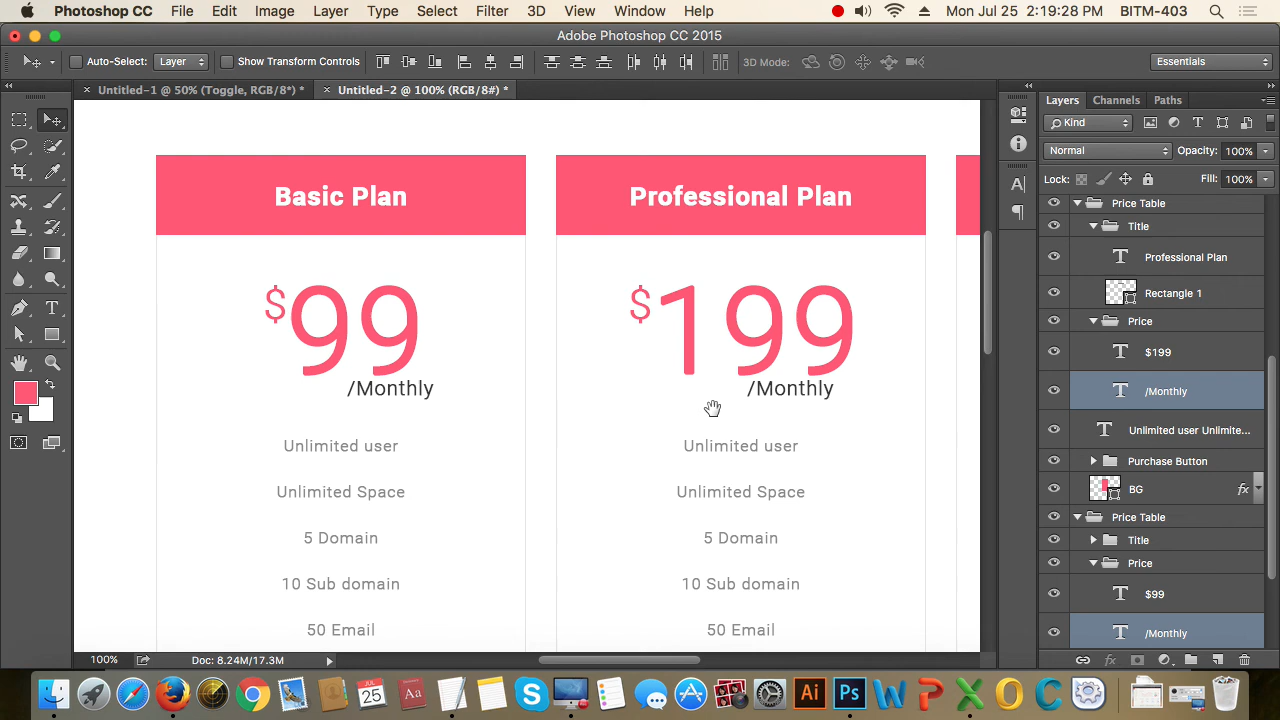 Photoshop CC File Edit Image Layer Type Select Filter 3D View Window Help Mon Jul 25 2:19:28 PM BITM-403
Adobe Photoshop CC 2015
Auto-Select: Layer Show Transform Controls 3D Mode: Essentials
× Untitled-1 @ 50% (Toggle, RGB/8*) * × Untitled-2 @ 100% (RGB/8#) *
Layers Channels Paths
Kind
Normal Opacity: 100%
Lock: Fill: 100%
Basic Plan
Professional Plan
$99
/Monthly
$199
/Monthly
Unlimited user
Unlimited Space
5 Domain
10 Sub domain
50 Email
Unlimited user
Unlimited Space
5 Domain
10 Sub domain
50 Email
Price Table
Title
Professional Plan
Rectangle 1
Price
$199
/Monthly
Unlimited user Unlimite...
Purchase Button
BG fx
Price Table
Title
Price
$99
/Monthly
fx
100% Doc: 8.24M/17.3M
JUL
25
Aa
S
Ai
Ps
W
P
X
O
C